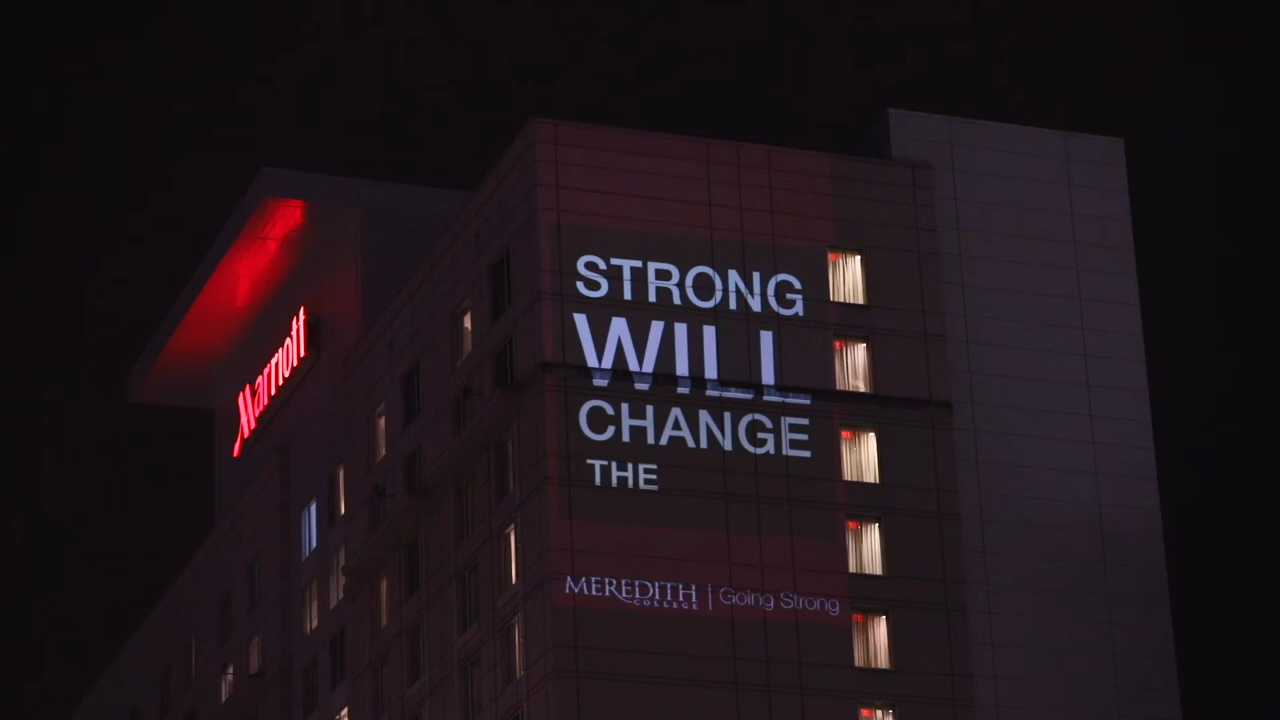 Marriott
STRONG
WILL
CHANGE
THE
MEREDITH
COLLEGE
Going Strong